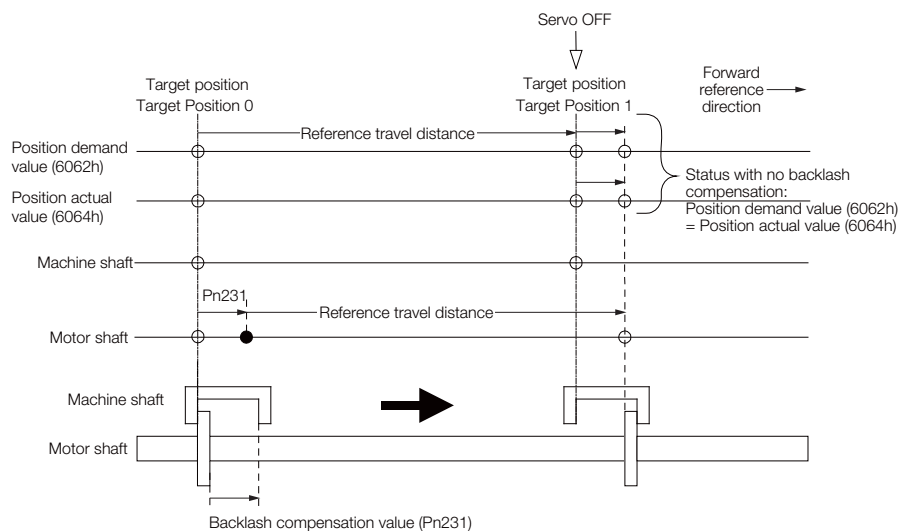 Servo OFF
Target position
Target Position 0
Target position
Target Position 1
Forward
reference
direction
Reference travel distance
Position demand
value (6062h)
Position actual
value (6064h)
Status with no backlash
compensation:
Position demand value (6062h)
= Position actual value (6064h)
Machine shaft
Pn231
Reference travel distance
Motor shaft
Machine shaft
Motor shaft
Backlash compensation value (Pn231)